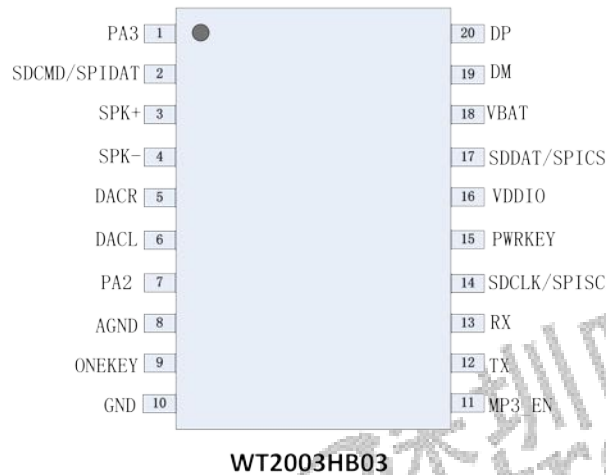 PA3 1
SDCMD/SPIDAT 2
SPK+ 3
SPK- 4
DACR 5
DACL 6
PA2 7
AGND 8
ONEKEY 9
GND 10
20 DP
19 DM
18 VBAT
17 SDDAT/SPICS
16 VDDIO
15 PWRKEY
14 SDCLK/SPISC
13 RX
12 TX
11 MP3_EN
深圳
WT2003HB03